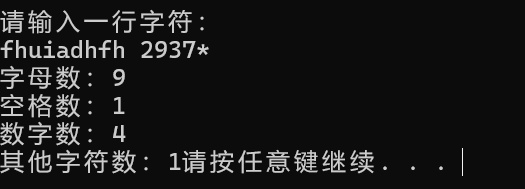 请输入一行字符：
fhuiadhfh 2937*
字母数：9
空格数：1
数字数：4
其他字符数：1请按任意键继续. . .